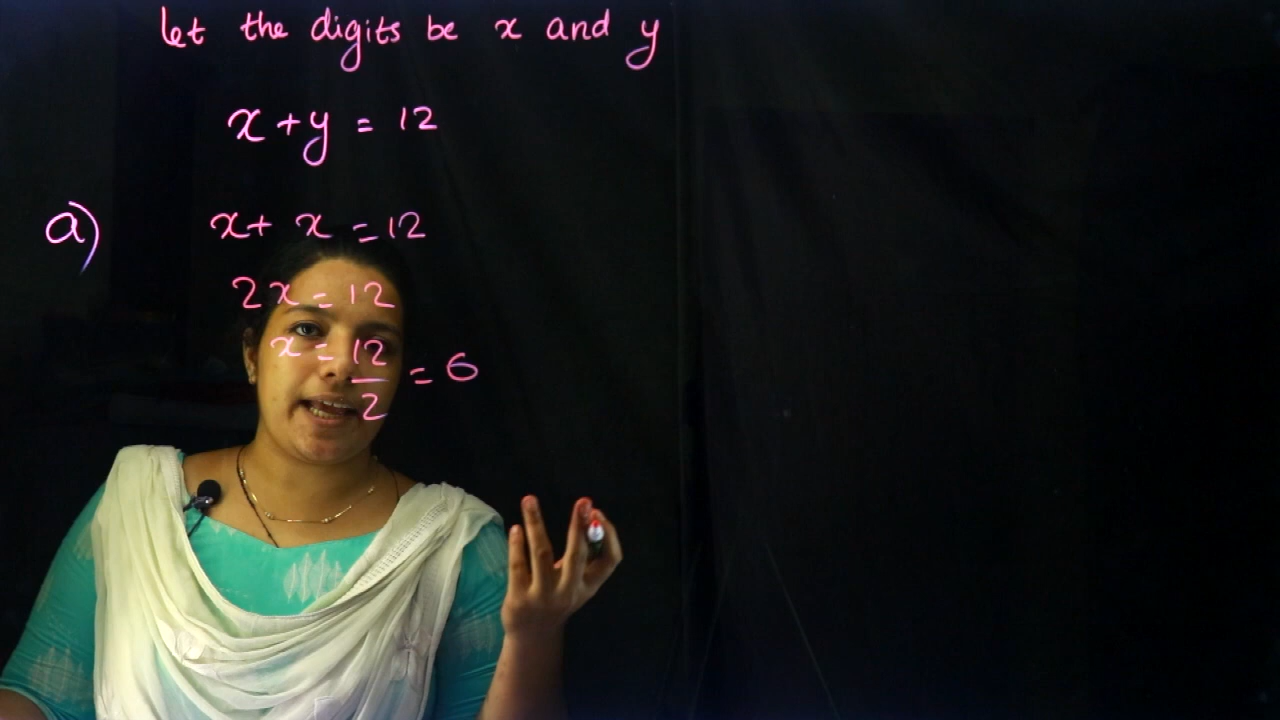 let the digits be x and y
x + y = 12
a) x + x = 12
2x = 12
x = 12/2 = 6